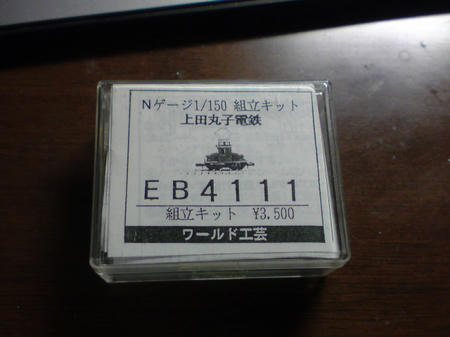 Nゲージ1/150 組立キット
上田丸子電鉄
EB4111
組立キット ¥3,500
ワールド工芸